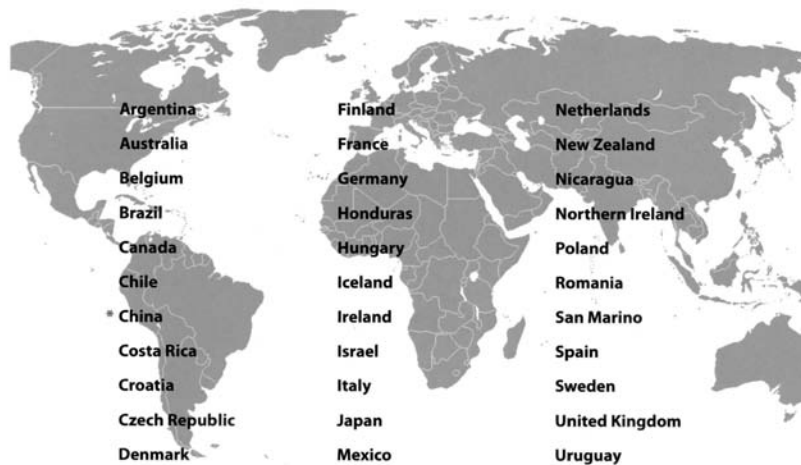 Argentina
Australia
Belgium
Brazil
Canada
Chile
* China
Costa Rica
Croatia
Czech Republic
Denmark
Finland
France
Germany
Honduras
Hungary
Iceland
Ireland
Israel
Italy
Japan
Mexico
Netherlands
New Zealand
Nicaragua
Northern Ireland
Poland
Romania
San Marino
Spain
Sweden
United Kingdom
Uruguay